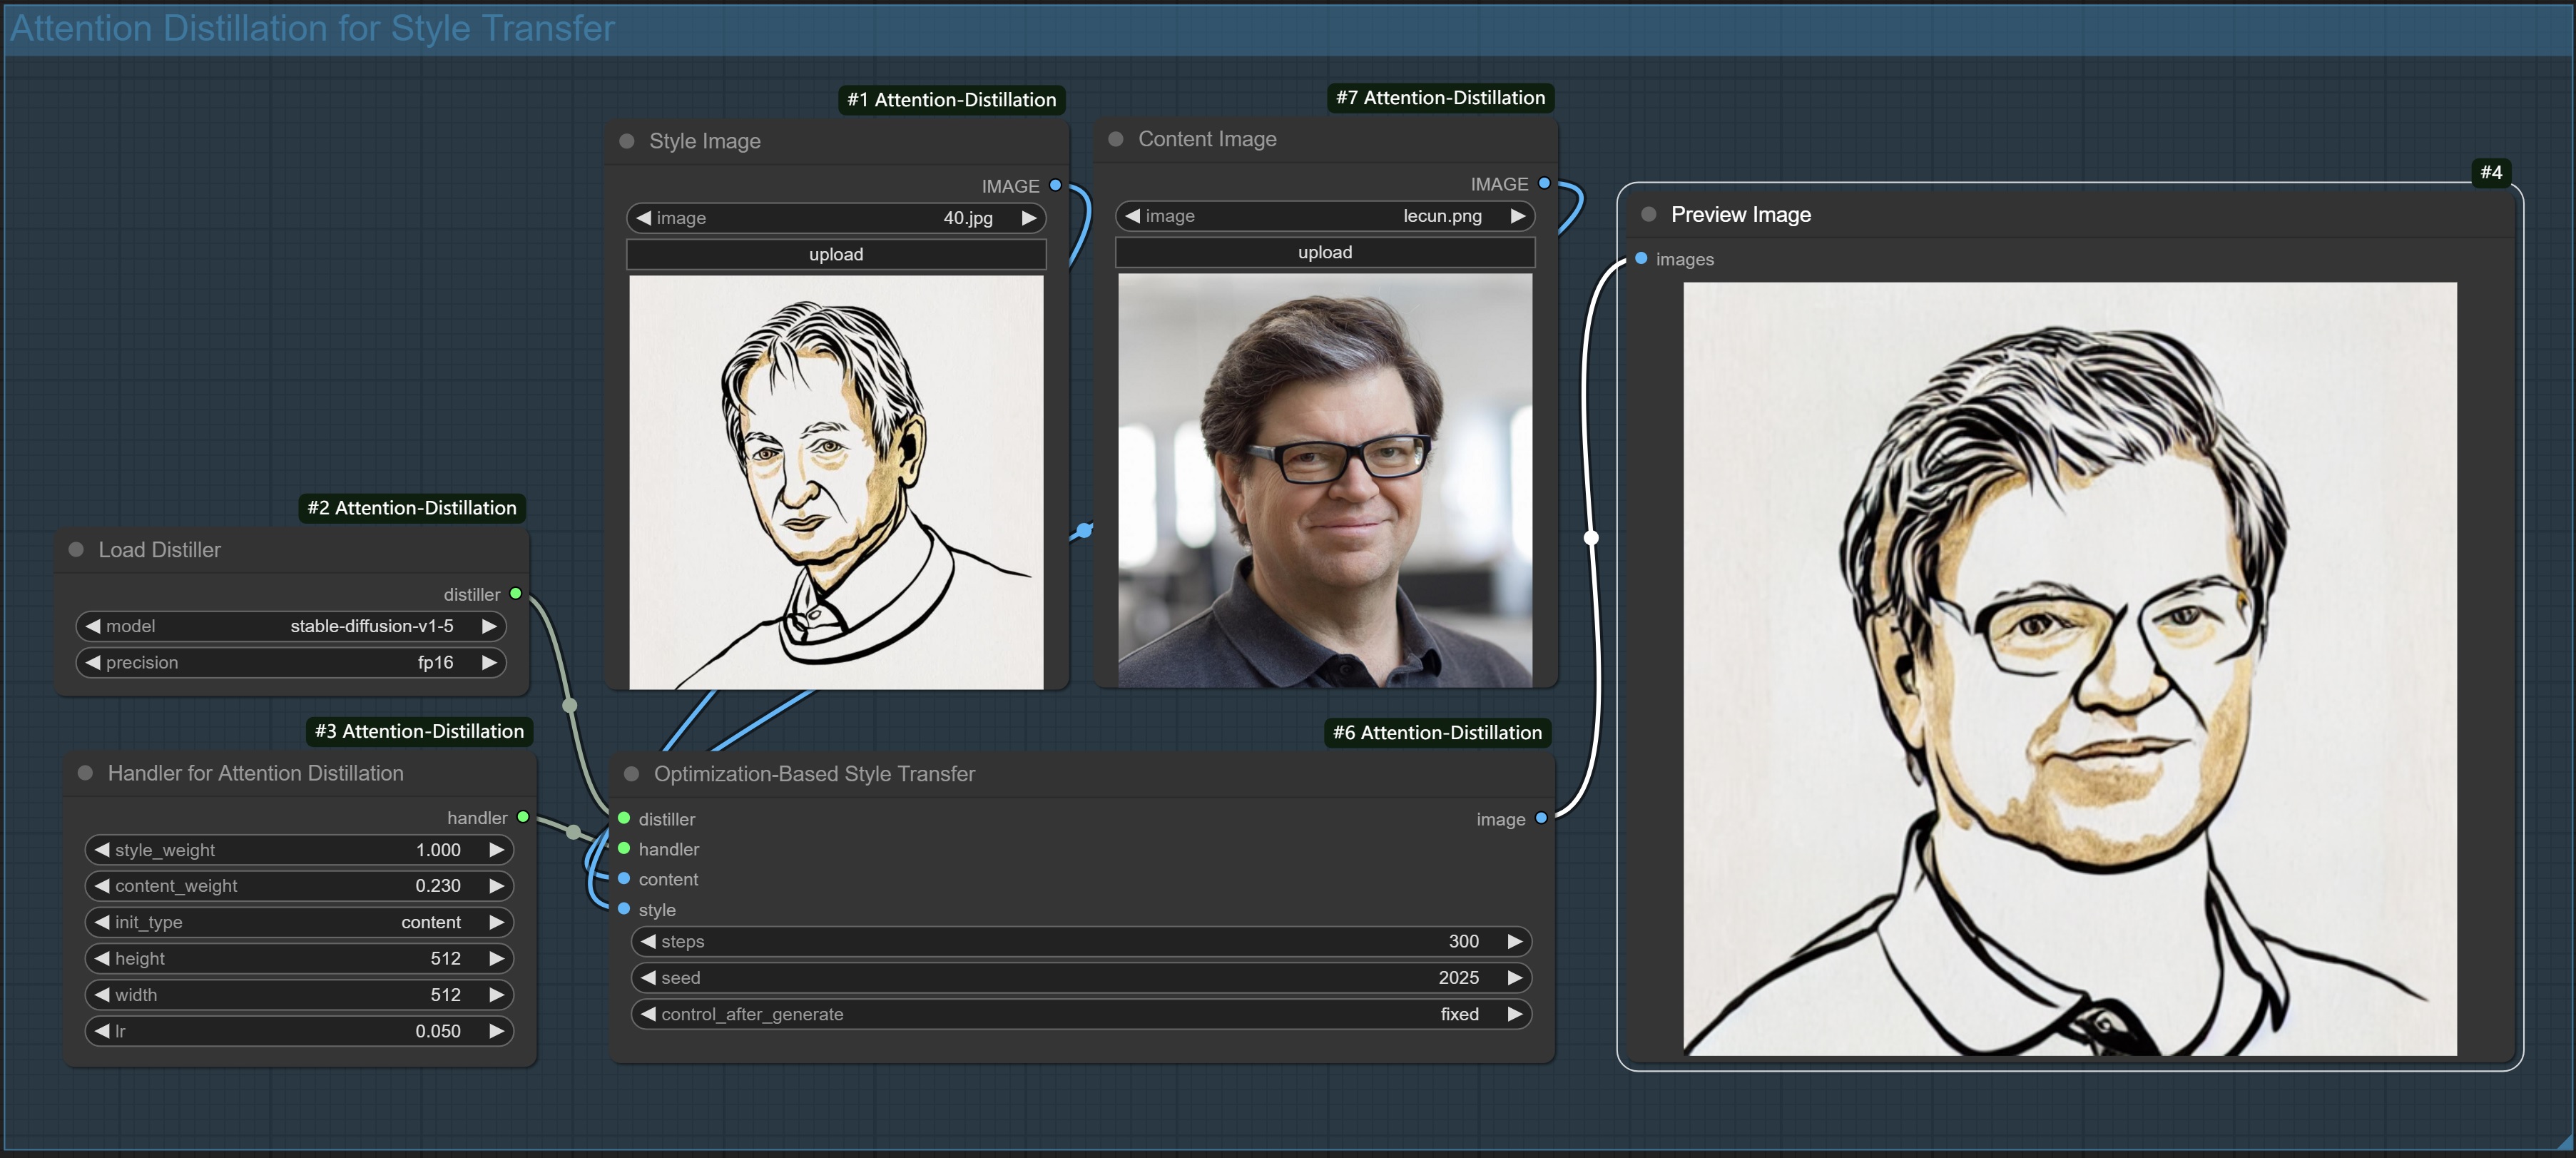 Attention Distillation for Style Transfer
#1 Attention-Distillation
Style Image
IMAGE
image 40.jpg
upload
#7 Attention-Distillation
Content Image
IMAGE
image lecun.png
upload
#4
Preview Image
images
#2 Attention-Distillation
Load Distiller
distiller
model stable-diffusion-v1-5
precision fp16
#3 Attention-Distillation
Handler for Attention Distillation
handler
style_weight 1.000
content_weight 0.230
init_type content
height 512
width 512
lr 0.050
#6 Attention-Distillation
Optimization-Based Style Transfer
distiller image
handler
content
style
steps 300
seed 2025
control_after_generate fixed